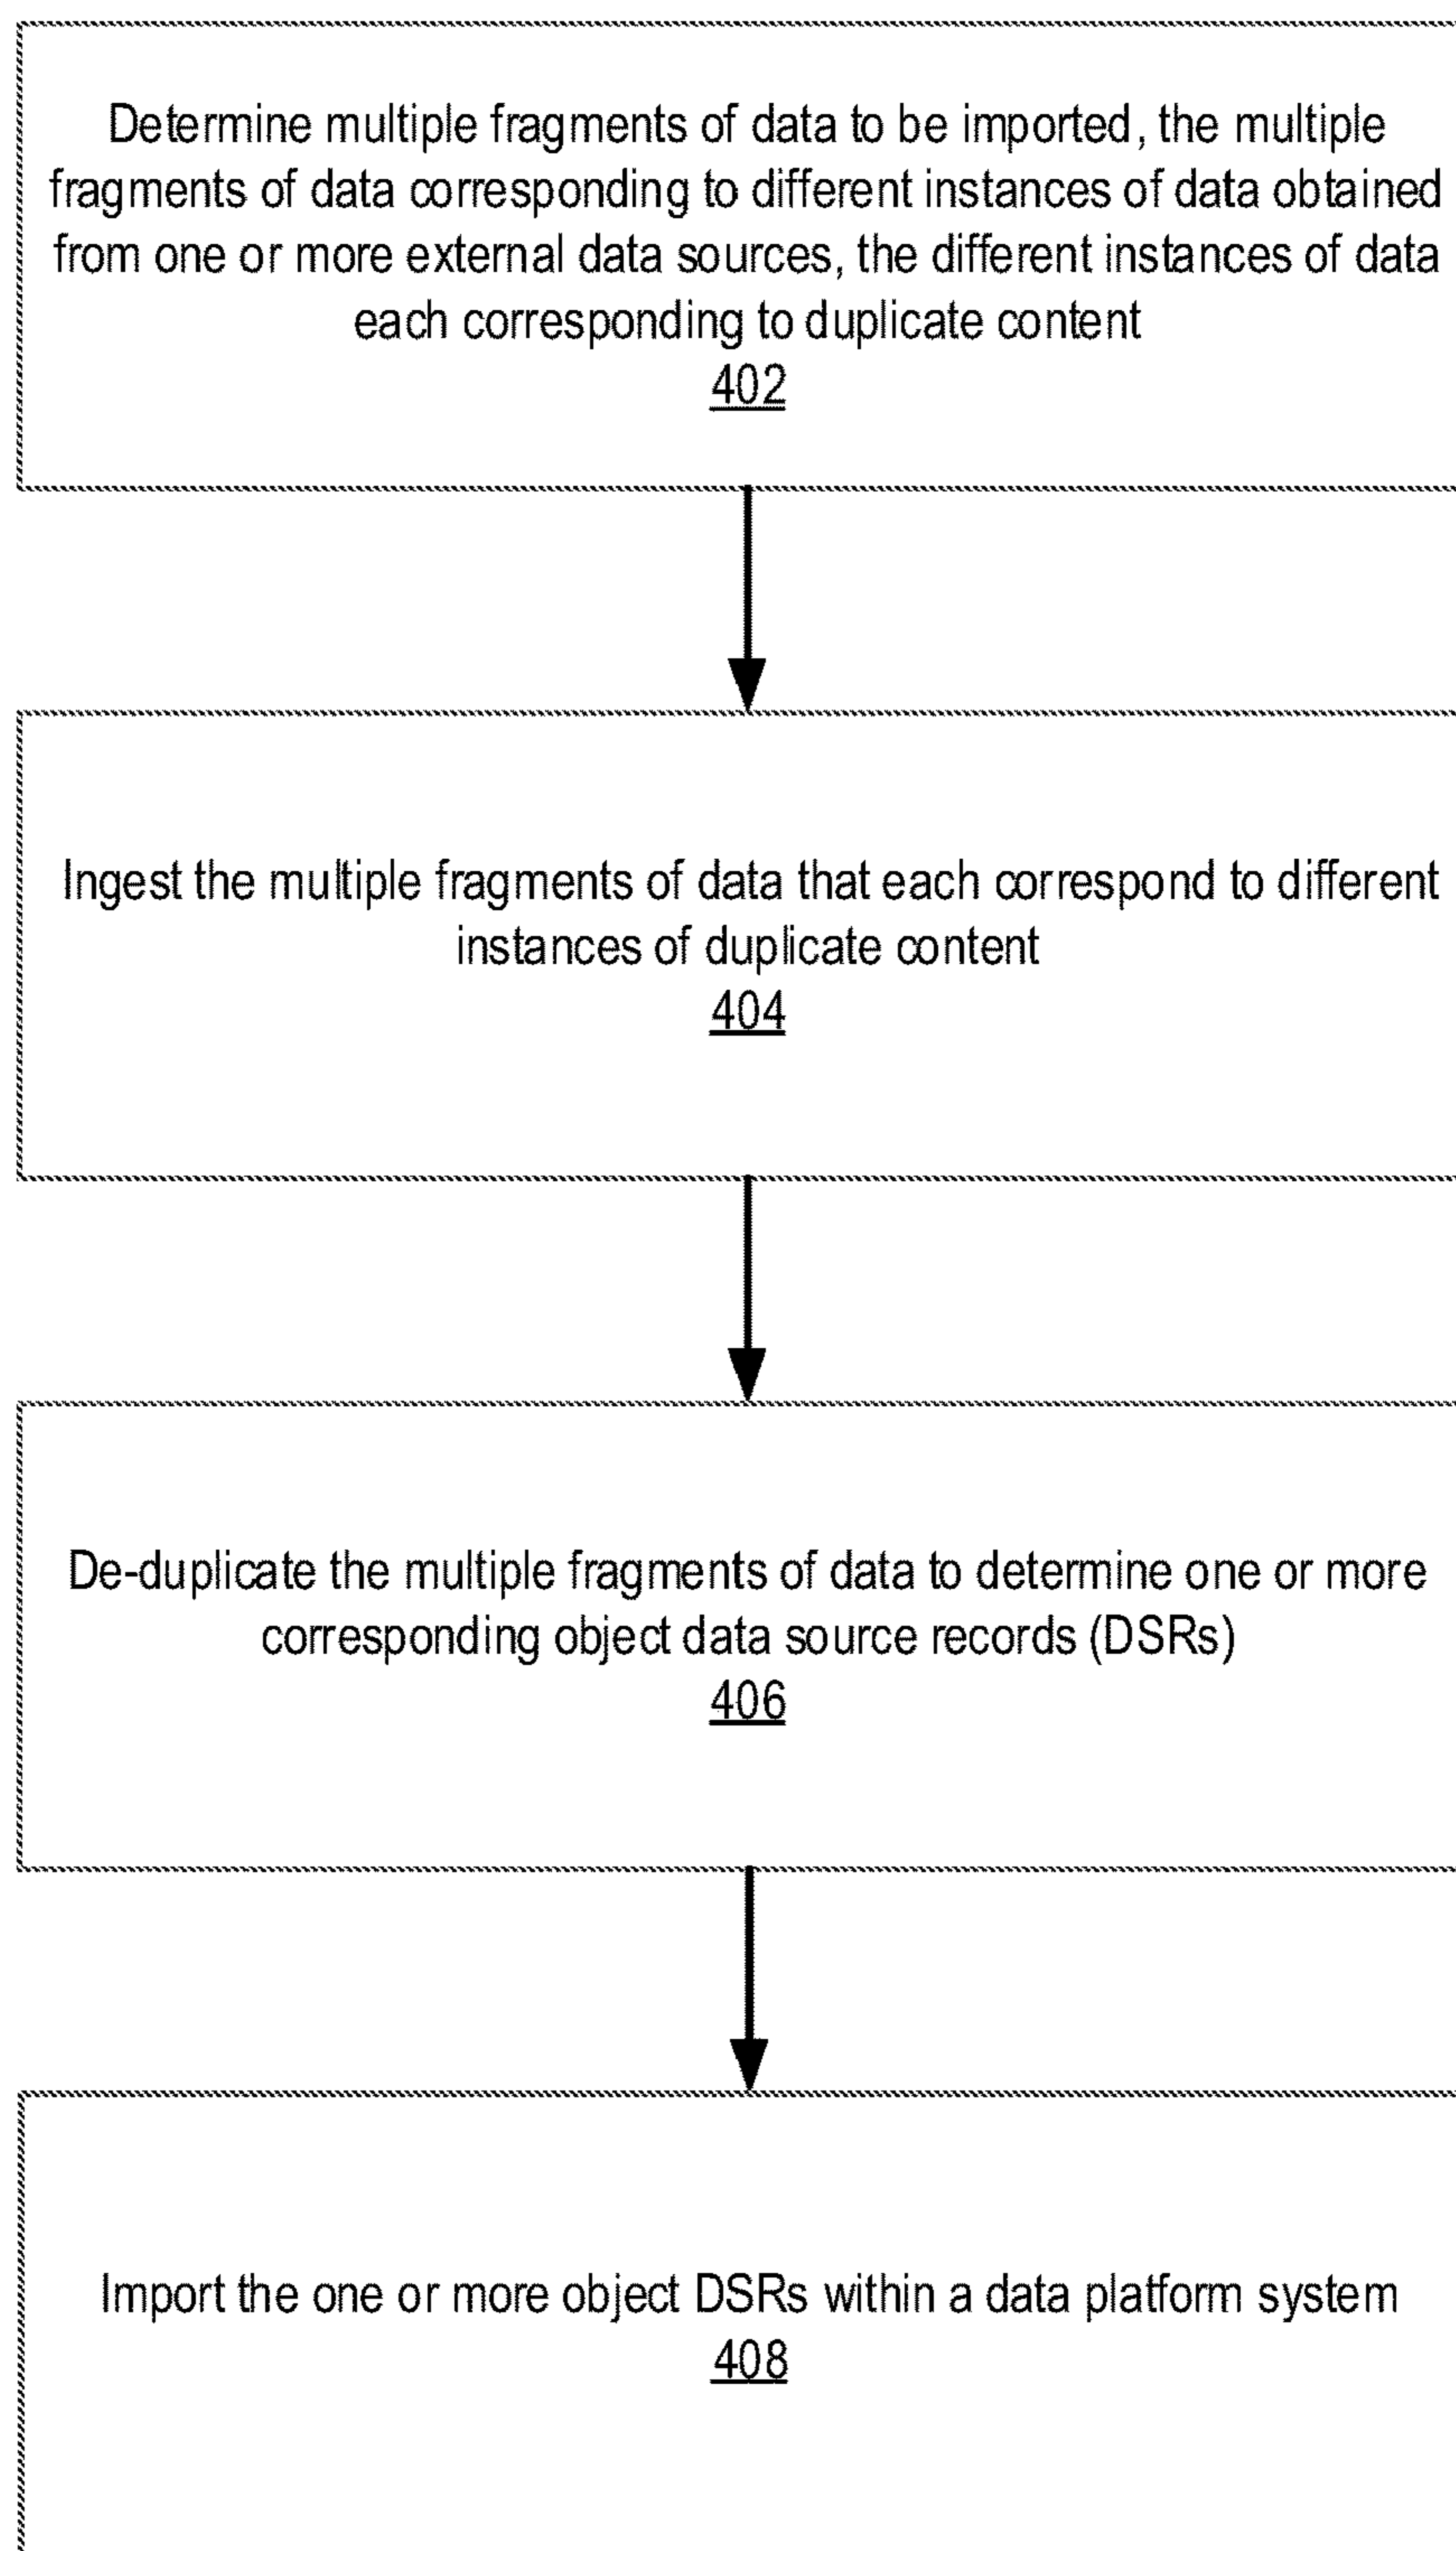 Determine multiple fragments of data to be imported, the multiple
fragments of data corresponding to different instances of data obtained
from one or more external data sources, the different instances of data
each corresponding to duplicate content
402
Ingest the multiple fragments of data that each correspond to different
instances of duplicate content
404
De-duplicate the multiple fragments of data to determine one or more
corresponding object data source records (DSRs)
406
Import the one or more object DSRs within a data platform system
408